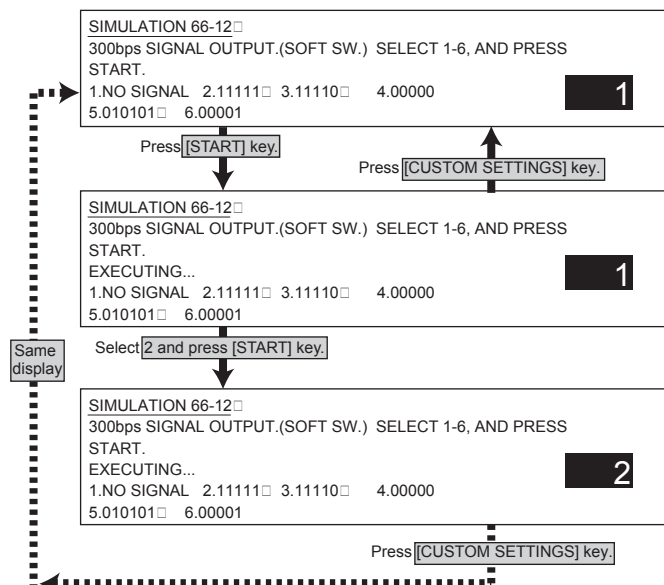 SIMULATION 66-12□
300bps SIGNAL OUTPUT.(SOFT SW.) SELECT 1-6, AND PRESS
START.
1.NO SIGNAL 2.11111□ 3.11110□ 4.00000
5.010101□ 6.00001
1
Press [START] key.
Press [CUSTOM SETTINGS] key.
SIMULATION 66-12□
300bps SIGNAL OUTPUT.(SOFT SW.) SELECT 1-6, AND PRESS
START.
EXECUTING...
1.NO SIGNAL 2.11111□ 3.11110□ 4.00000
5.010101□ 6.00001
1
Same
display
Select 2 and press [START] key.
SIMULATION 66-12□
300bps SIGNAL OUTPUT.(SOFT SW.) SELECT 1-6, AND PRESS
START.
EXECUTING...
1.NO SIGNAL 2.11111□ 3.11110□ 4.00000
5.010101□ 6.00001
2
Press [CUSTOM SETTINGS] key.